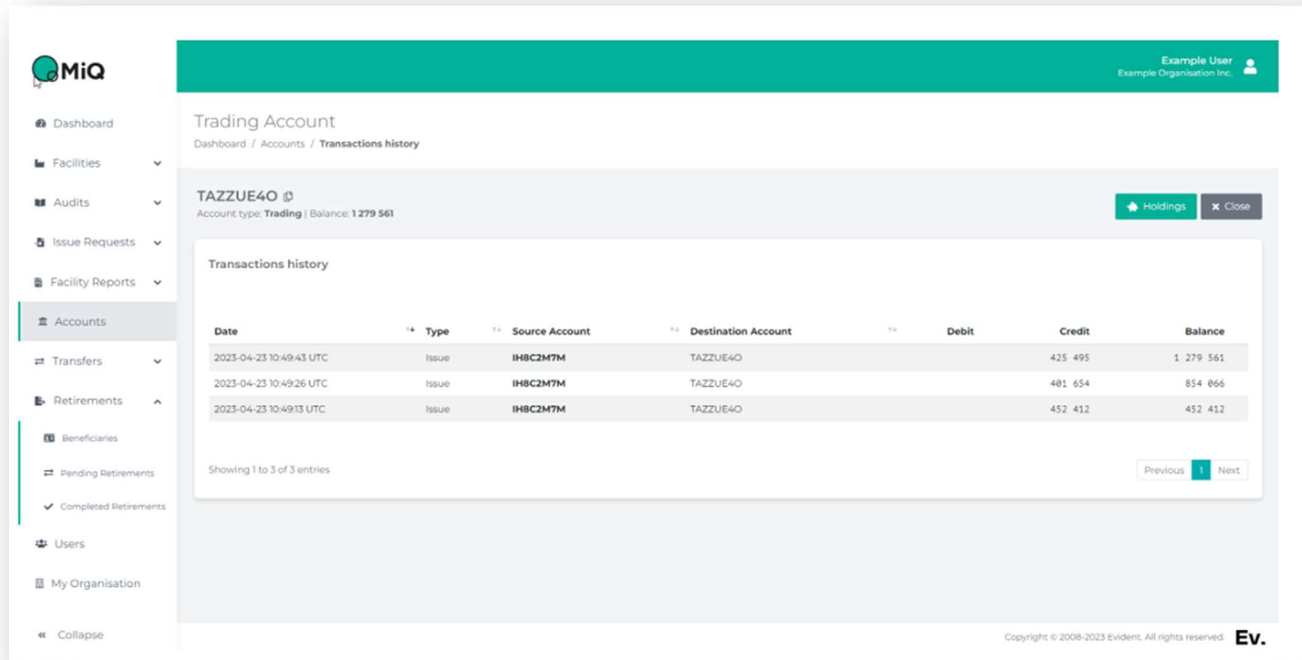 MiQ
Example User
Example Organisation Inc.
Dashboard
Facilities
Audits
Issue Requests
Facility Reports
Accounts
Transfers
Retirements
Beneficiaries
Pending Retirements
Completed Retirements
Users
My Organisation
« Collapse
Trading Account
Dashboard / Accounts / Transactions history
TAZZUE4O
Account type: Trading | Balance: 1 279 561
Holdings
Close
Transactions history
Date Type Source Account Destination Account Debit Credit Balance
2023-04-23 10:49:43 UTC Issue IH8C2M7M TAZZUE4O 425 495 1 279 561
2023-04-23 10:49:26 UTC Issue IH8C2M7M TAZZUE4O 401 654 854 066
2023-04-23 10:49:13 UTC Issue IH8C2M7M TAZZUE4O 452 412 452 412
Showing 1 to 3 of 3 entries
Previous 1 Next
Copyright © 2008-2023 Evident. All rights reserved. Ev.